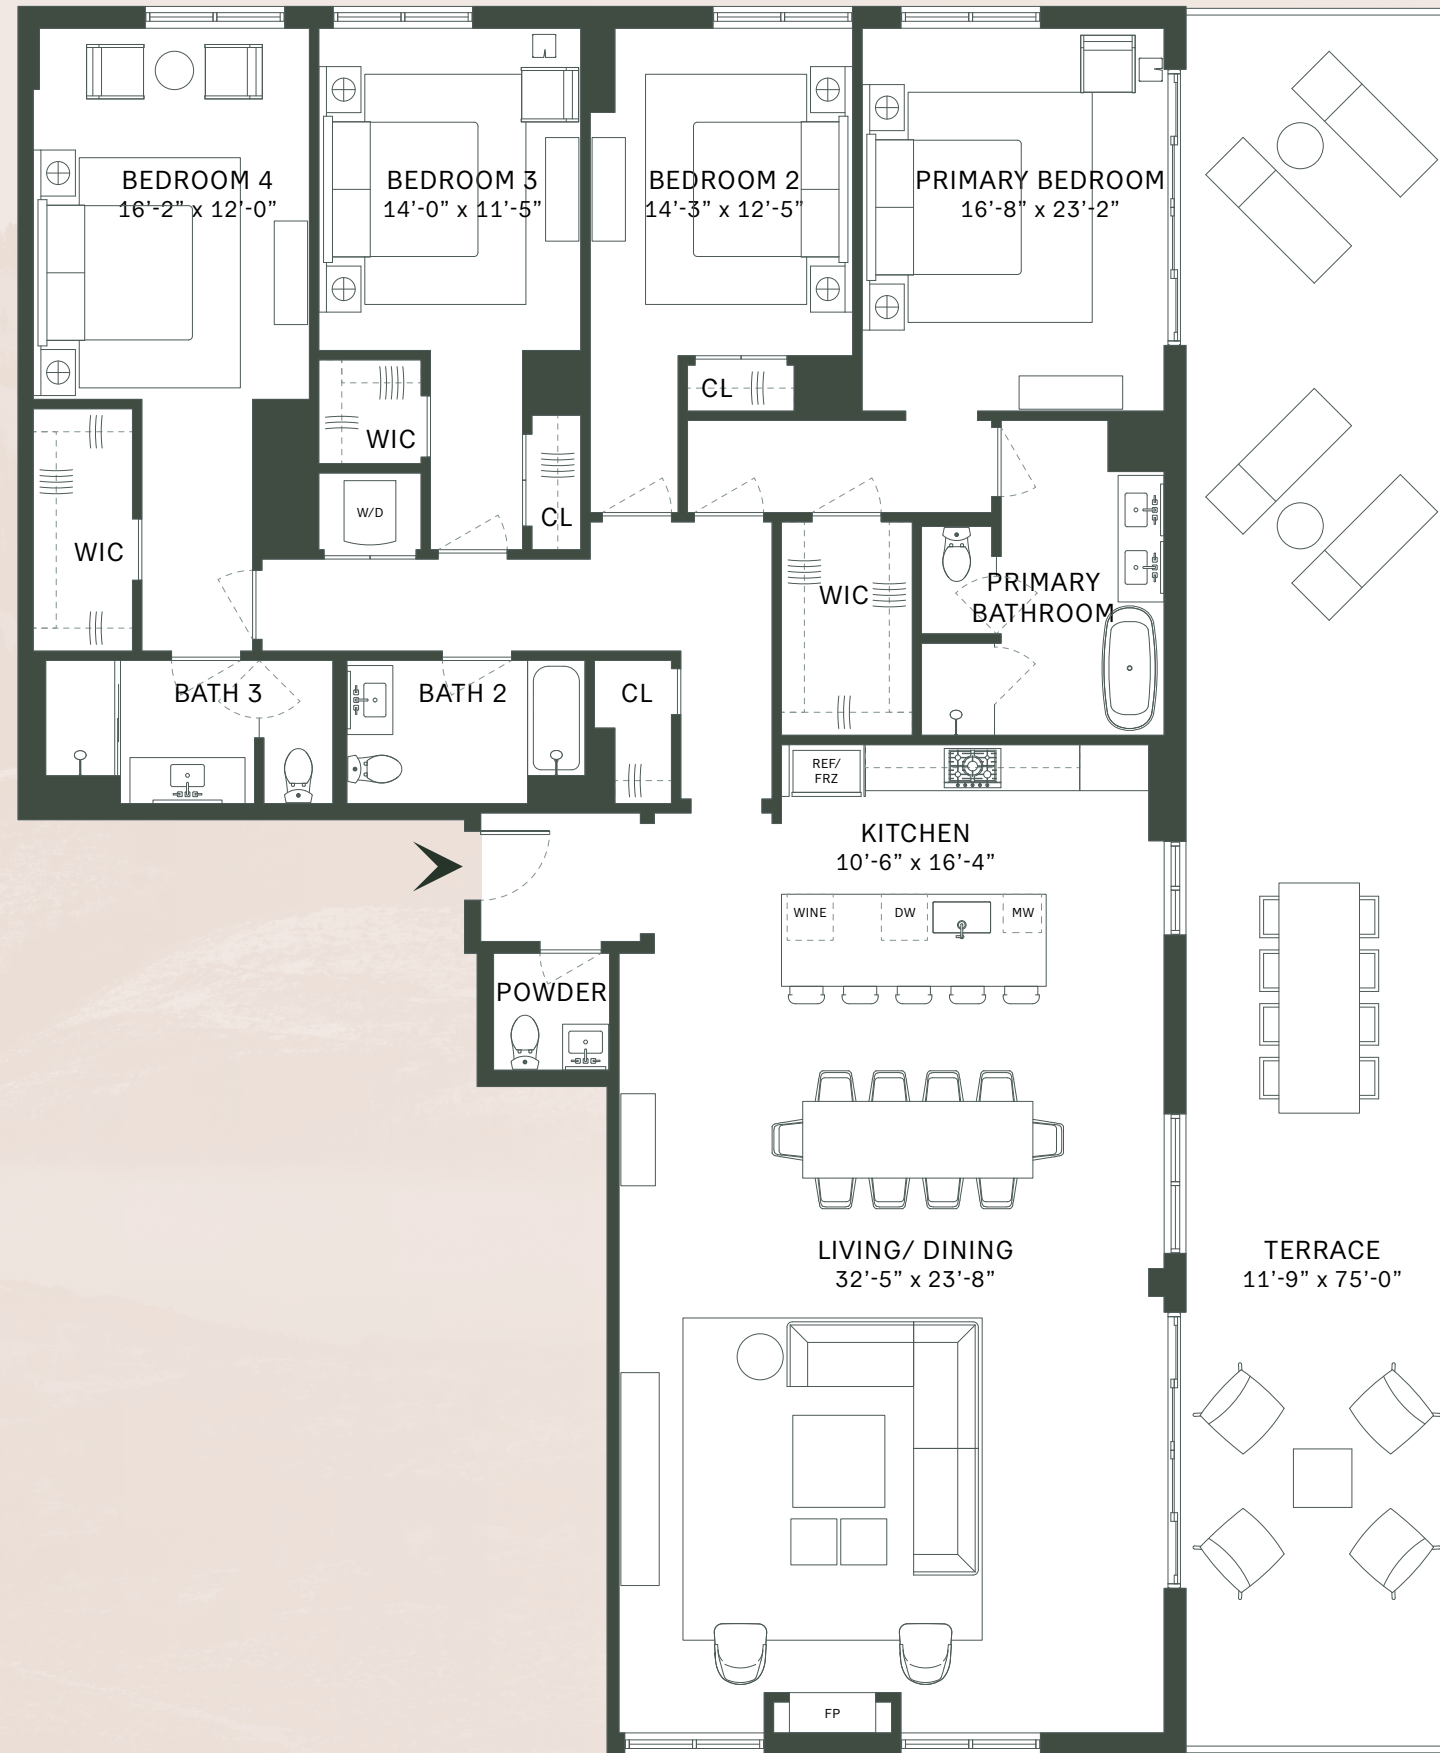 BEDROOM 4
16’-2” x 12’-0”
BEDROOM 3
14’-0” x 11’-5”
BEDROOM 2
14’-3” x 12’-5”
PRIMARY BEDROOM
16’-8” x 23’-2”
CL
WIC
W/D
CL
WIC
WIC
PRIMARY
BATHROOM
BATH 3
BATH 2
CL
REF/
FRZ
KITCHEN
10’-6” x 16’-4”
WINE
DW
MW
POWDER
LIVING/ DINING
32’-5” x 23’-8”
TERRACE
11’-9” x 75’-0”
FP